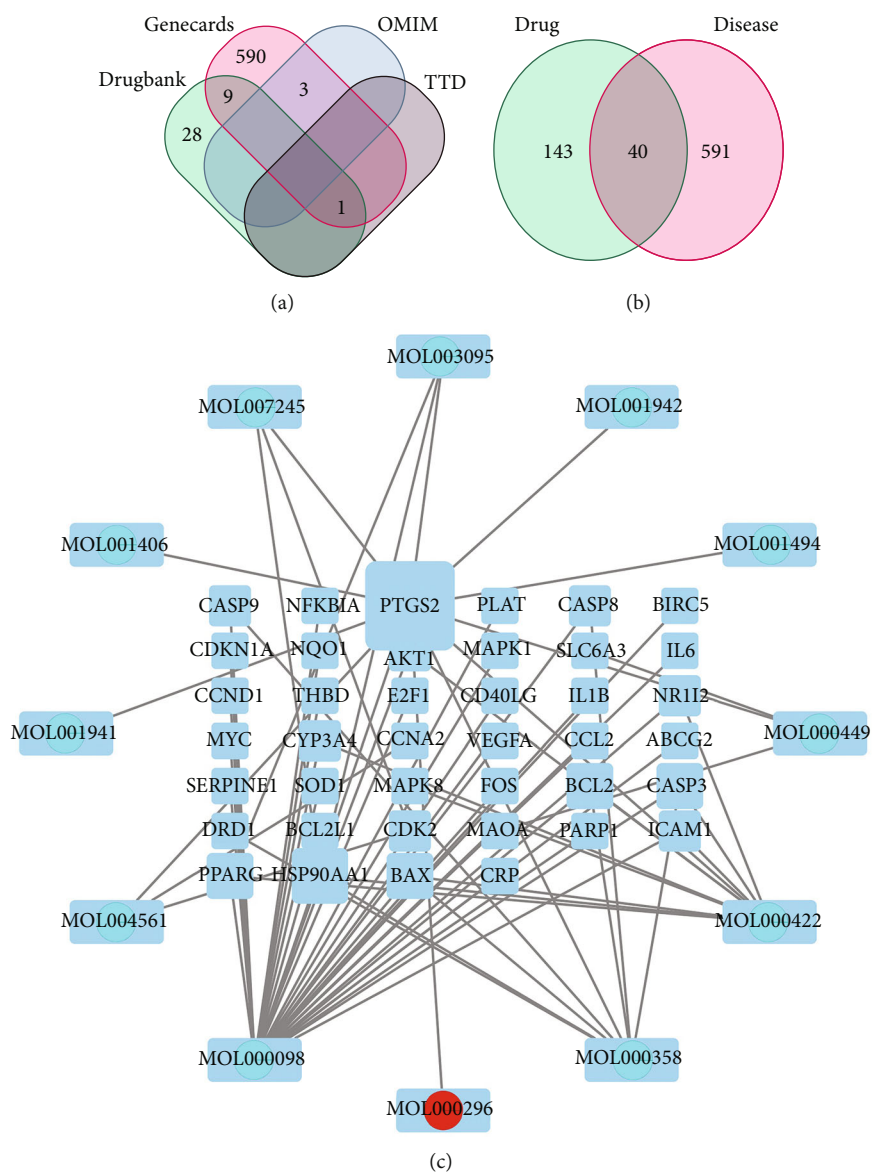 Genecards
OMIM
Drugbank
TTD
590
3
9
28
1
(a)
Drug
Disease
143
40
591
(b)
MOL003095
MOL007245
MOL001942
MOL001406
MOL001494
PTGS2
CASP9
NFKBIA
PLAT
CASP8
BIRC5
CDKN1A
NQO1
AKT1
MAPK1
SLC6A3
IL6
CCND1
THBD
E2F1
CD40LG
IL1B
NR1I2
MOL001941
MOL000449
MYC
CYP3A4
CCNA2
VEGFA
CCL2
ABCG2
SERPINE1
SOD1
MAPK8
FOS
BCL2
CASP3
DRD1
BCL2L1
CDK2
MAOA
PARP1
ICAM1
PPARG
HSP90AA1
BAX
CRP
MOL004561
MOL000422
MOL000098
MOL000358
MOL000296
(c)